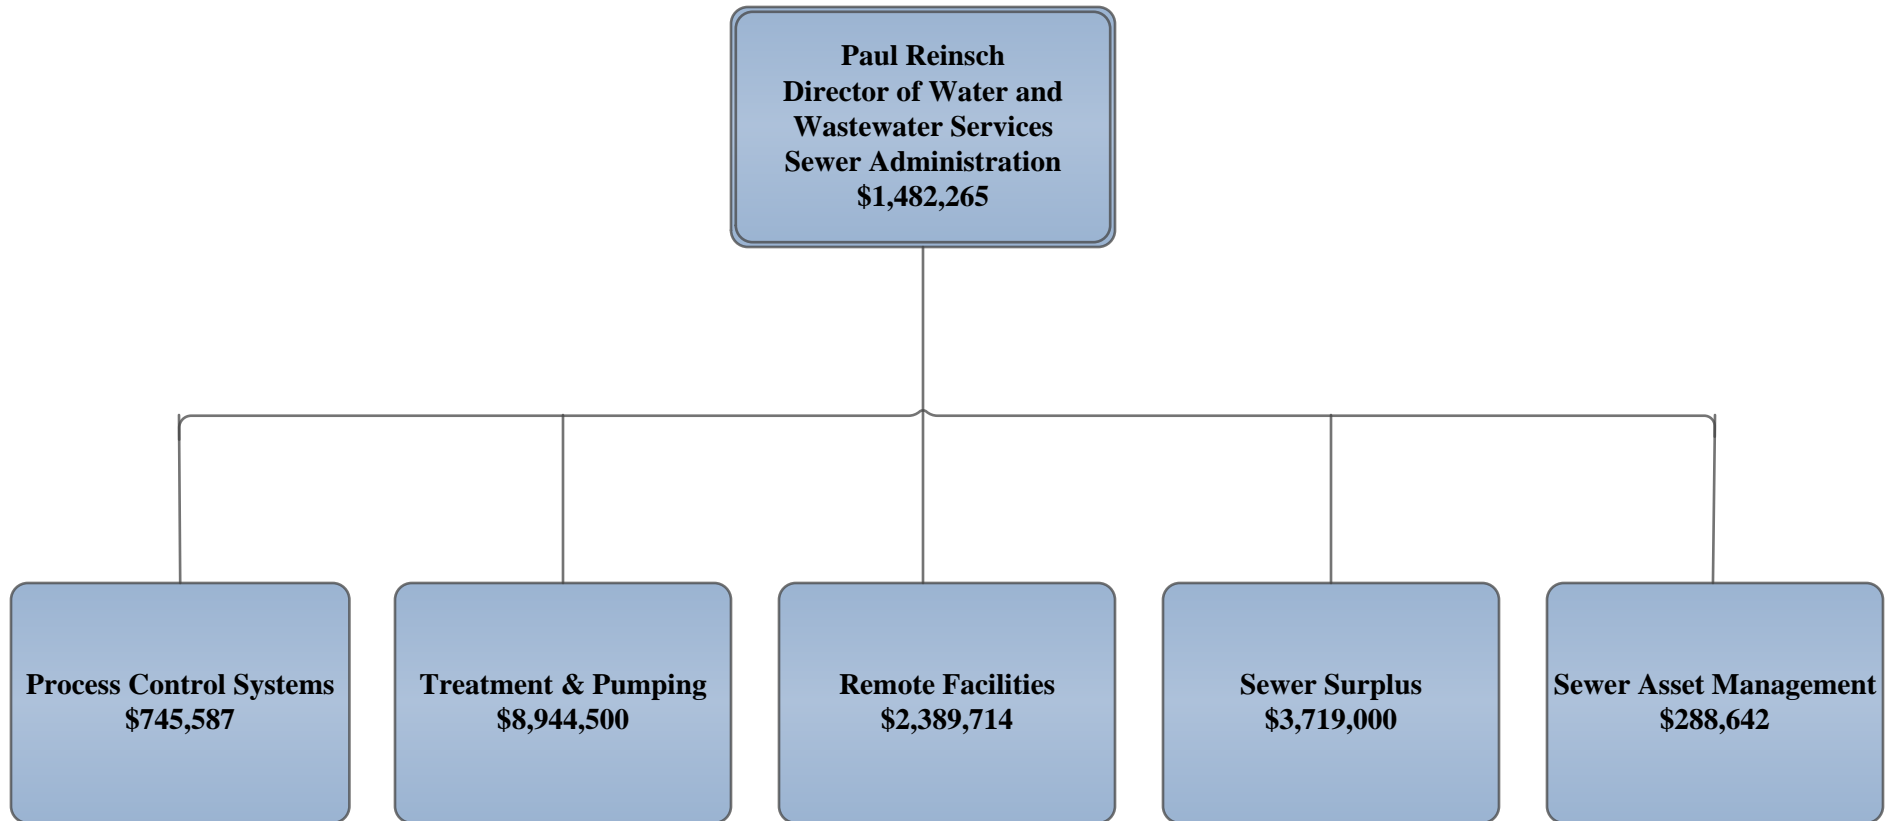 Paul Reinsch
Director of Water and
Wastewater Services
Sewer Administration
$1,482,265
Process Control Systems
$745,587
Treatment & Pumping
$8,944,500
Remote Facilities
$2,389,714
Sewer Surplus
$3,719,000
Sewer Asset Management
$288,642